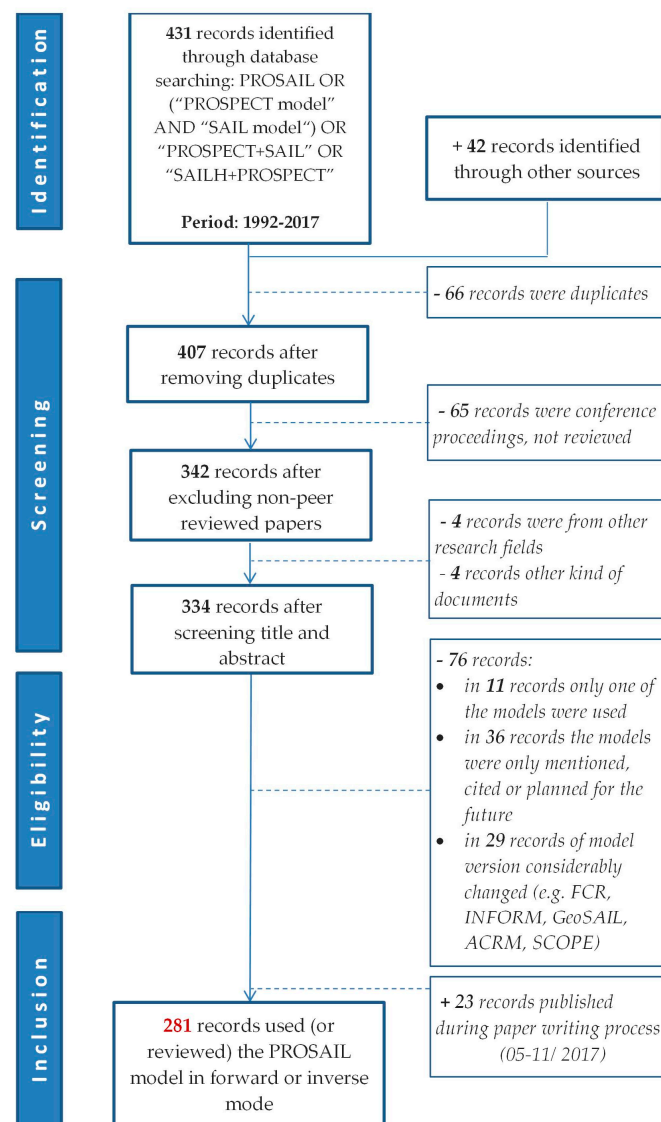 Identification
431 records identified
through database
searching: PROSAIL OR
(“PROSPECT model”
AND “SAIL model“) OR
“PROSPECT+SAIL” OR
“SAILH+PROSPECT”
Period: 1992-2017
+ 42 records identified
through other sources
Screening
- 66 records were duplicates
407 records after
removing duplicates
- 65 records were conference
proceedings, not reviewed
342 records after
excluding non-peer
reviewed papers
- 4 records were from other
research fields
- 4 records other kind of
documents
334 records after
screening title and
abstract
Eligibility
- 76 records:
• in 11 records only one of
the models were used
• in 36 records the models
were only mentioned,
cited or planned for the
future
• in 29 records of model
version considerably
changed (e.g. FCR,
INFORM, GeoSAIL,
ACRM, SCOPE)
Inclusion
+ 23 records published
during paper writing process
(05-11/ 2017)
281 records used (or
reviewed) the PROSAIL
model in forward or inverse
mode